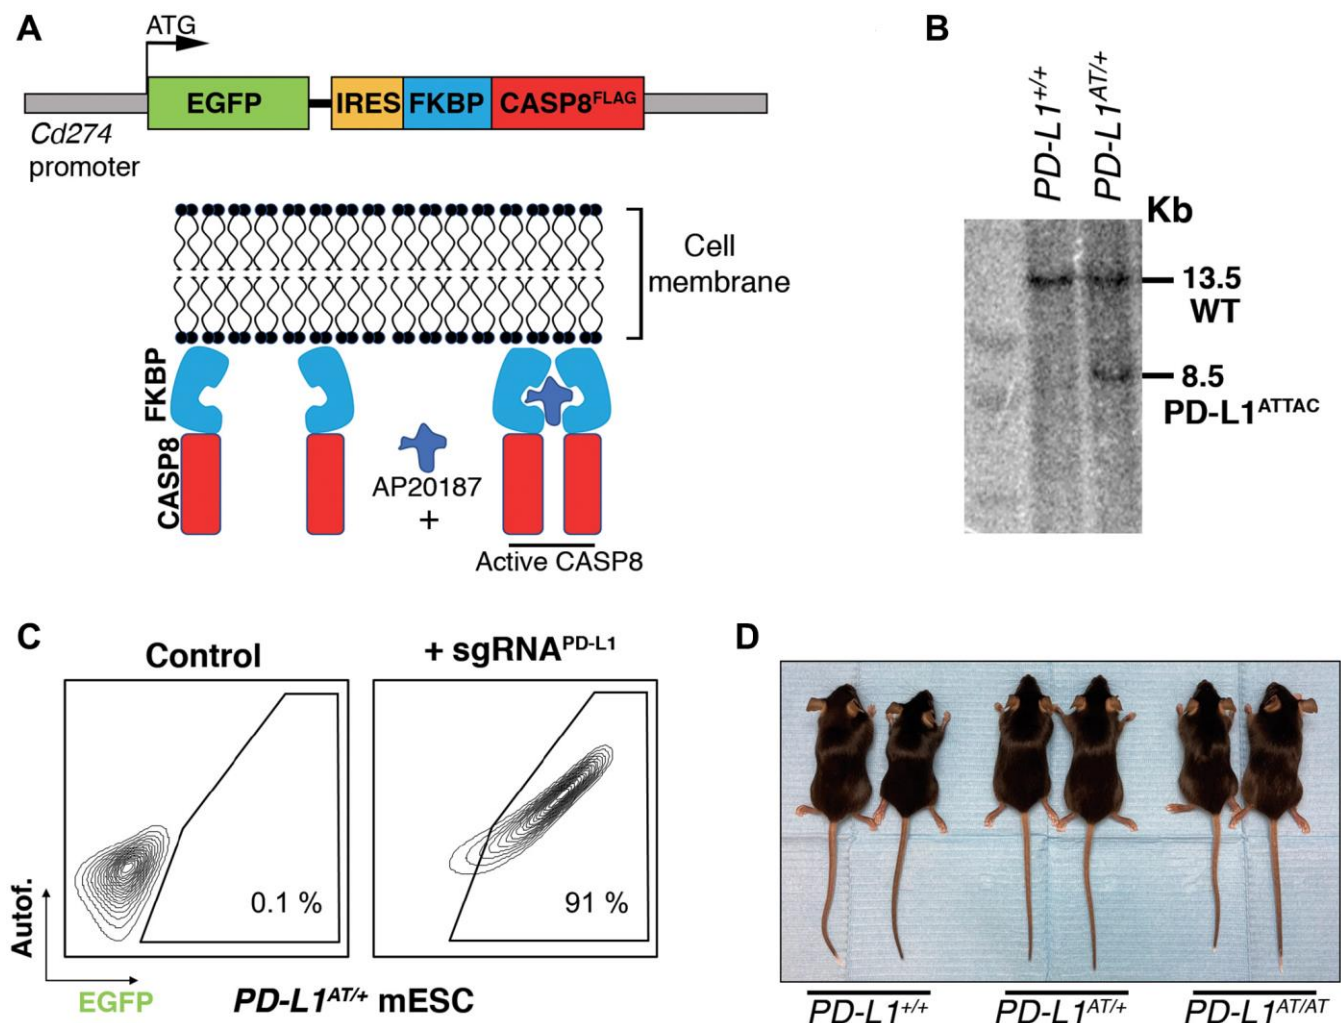 A
ATG
EGFP
IRES
FKBP
CASP8FLAG
Cd274
promoter
Cell
membrane
FKBP
CASP8
AP20187
+
Active CASP8
B
PD-L1+/+
PD-L1AT/+
Kb
13.5
WT
8.5
PD-L1ATTAC
C
Control
+ sgRNAPD-L1
0.1 %
91 %
Autof.
EGFP
PD-L1AT/+ mESC
D
PD-L1+/+
PD-L1AT/+
PD-L1AT/AT